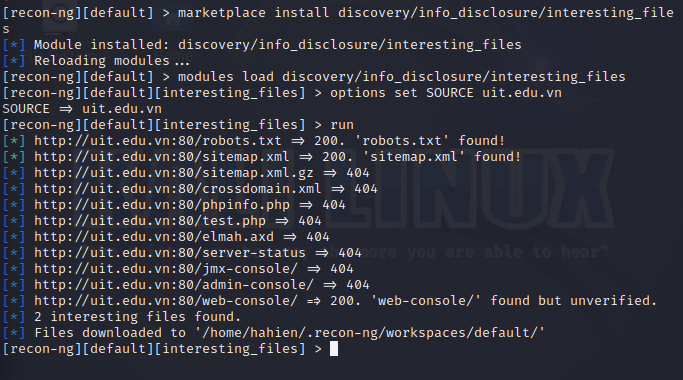 [recon-ng][default] > marketplace install discovery/info_disclosure/interesting_file
s
[*] Module installed: discovery/info_disclosure/interesting_files
[*] Reloading modules...
[recon-ng][default] > modules load discovery/info_disclosure/interesting_files
[recon-ng][default][interesting_files] > options set SOURCE uit.edu.vn
SOURCE => uit.edu.vn
[recon-ng][default][interesting_files] > run
[*] http://uit.edu.vn:80/robots.txt => 200. 'robots.txt' found!
[*] http://uit.edu.vn:80/sitemap.xml => 200. 'sitemap.xml' found!
[*] http://uit.edu.vn:80/sitemap.xml.gz => 404
[*] http://uit.edu.vn:80/crossdomain.xml => 404
[*] http://uit.edu.vn:80/phpinfo.php => 404
[*] http://uit.edu.vn:80/test.php => 404
[*] http://uit.edu.vn:80/elmah.axd => 404
[*] http://uit.edu.vn:80/server-status => 404
[*] http://uit.edu.vn:80/jmx-console/ => 404
[*] http://uit.edu.vn:80/admin-console/ => 404
[*] http://uit.edu.vn:80/web-console/ => 200. 'web-console/' found but unverified.
[*] 2 interesting files found.
[*] Files downloaded to '/home/hahien/.recon-ng/workspaces/default/'
[recon-ng][default][interesting_files] >
LINUX
more you are able to hear"